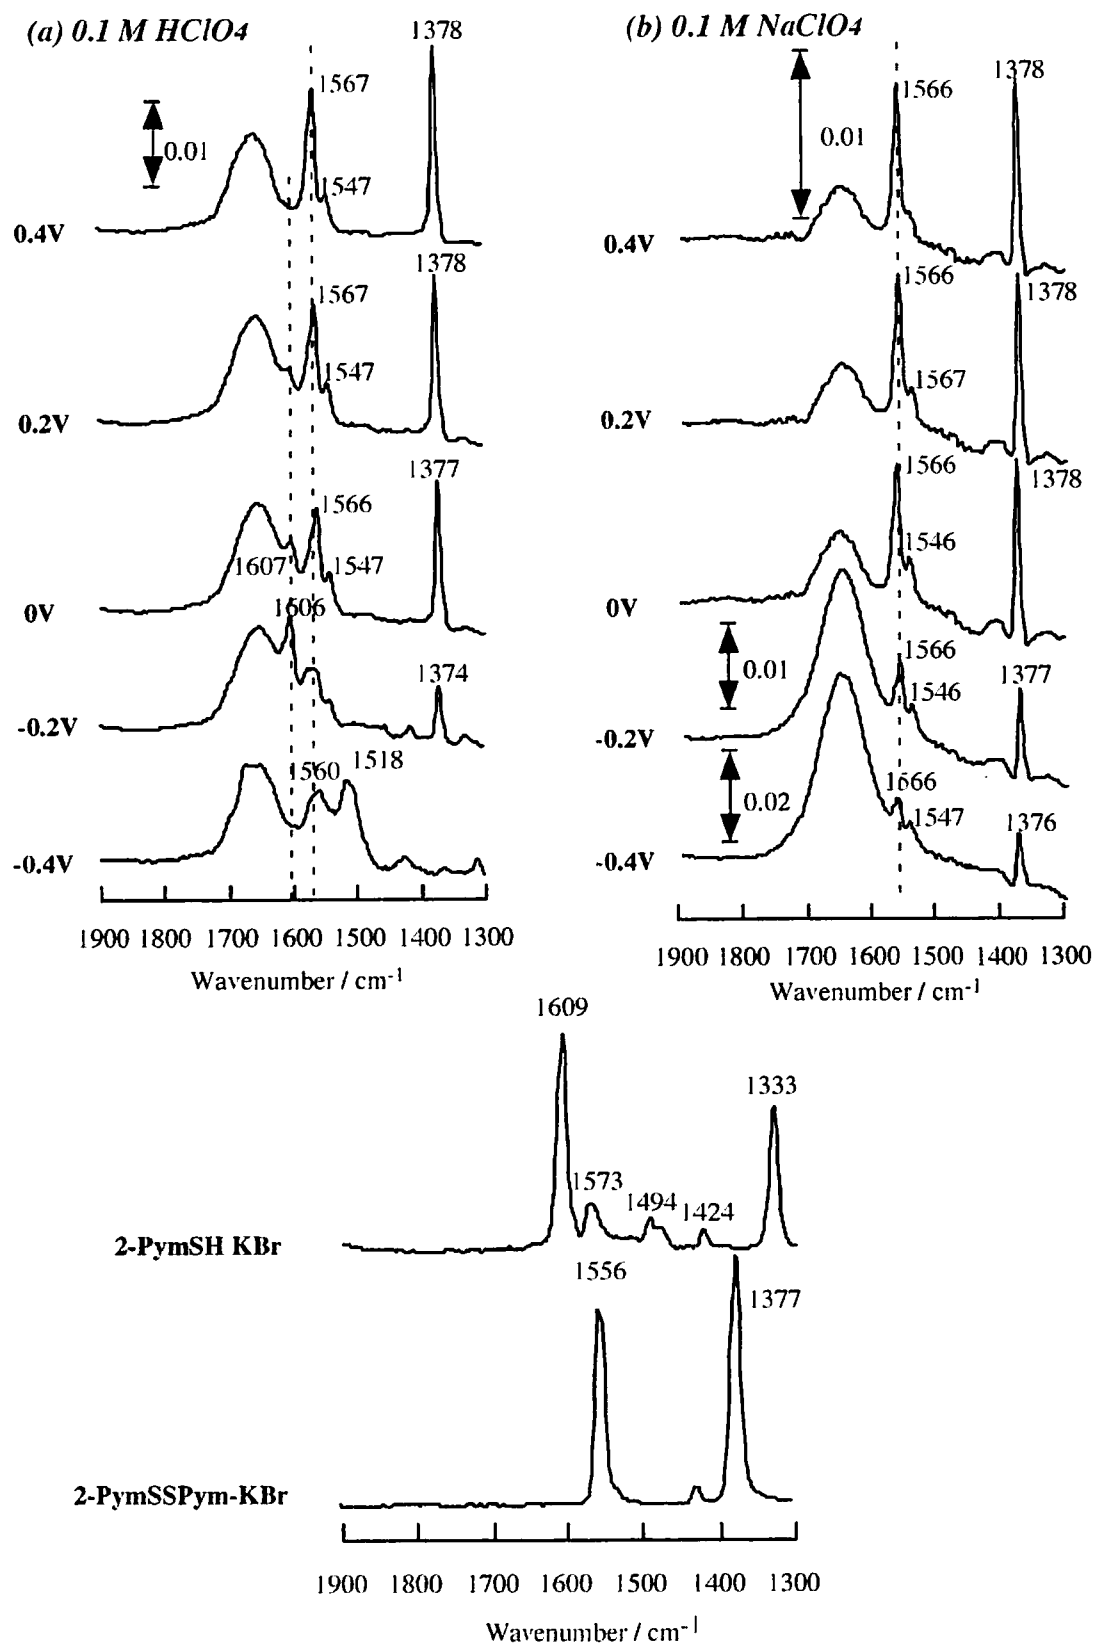 (a) 0.1 M HClO4
1378
1567
0.01
1547
0.4V
1378
1567
1547
0.2V
1377
1566
1607
1547
0V
1606
1374
-0.2V
1560
1518
-0.4V
1900 1800 1700 1600 1500 1400 1300
Wavenumber / cm-1
(b) 0.1 M NaClO4
1378
1566
0.01
0.4V
1566
1378
1567
0.2V
1566
1378
1546
0V
1566
0.01
1377
1546
-0.2V
1566
0.02
1547
1376
-0.4V
1900 1800 1700 1600 1500 1400 1300
Wavenumber / cm-1
1609
1333
1573
1494
1424
2-PymSH KBr
1556
1377
2-PymSSPym-KBr
1900 1800 1700 1600 1500 1400 1300
Wavenumber / cm-1